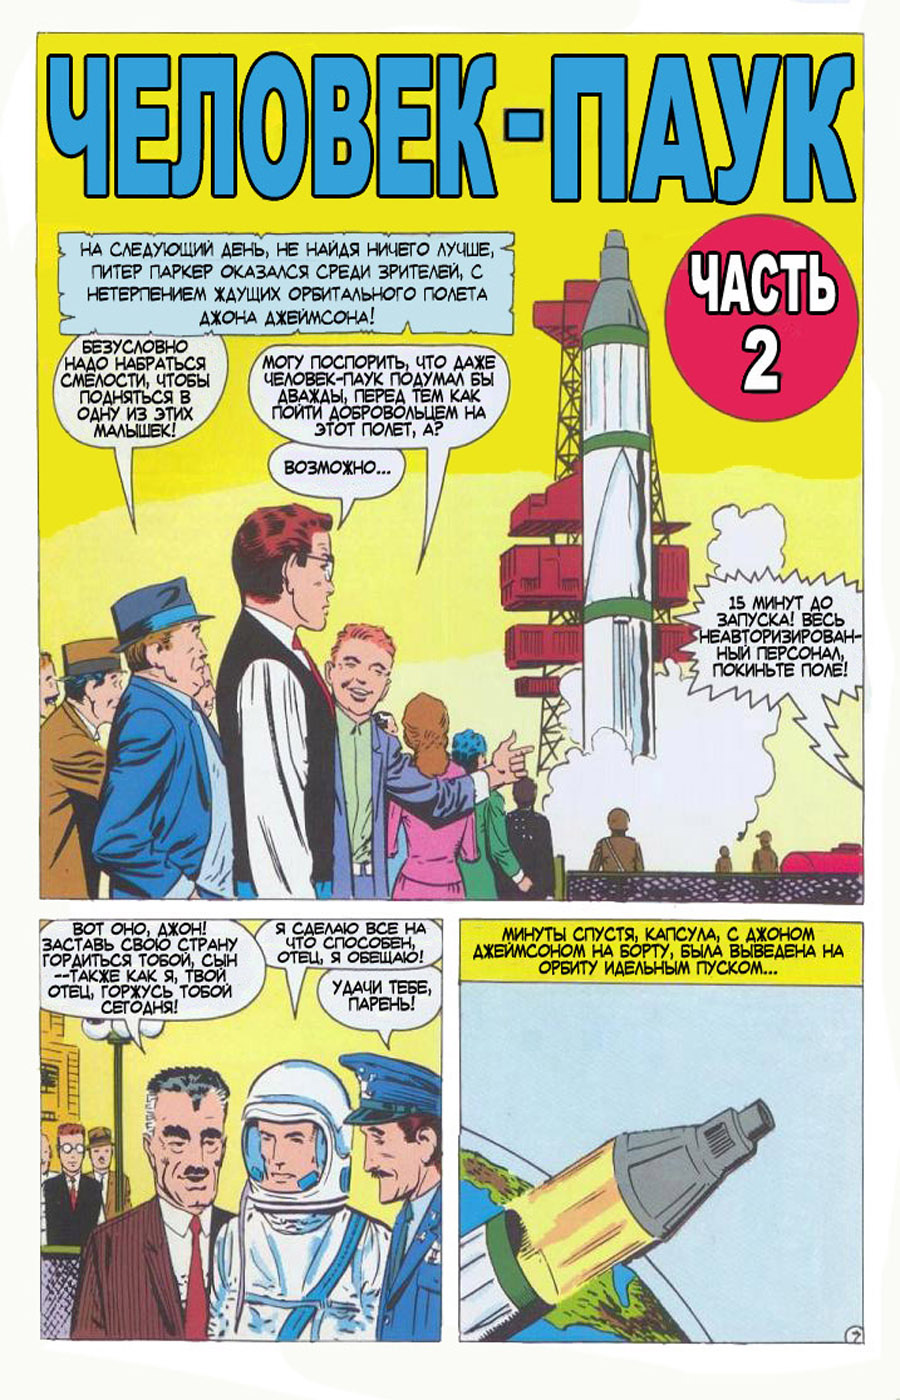 ЧЕЛОВЕК-ПАУК
ЧАСТЬ
2
НА СЛЕДУЮЩИЙ ДЕНЬ, НЕ НАЙДЯ НИЧЕГО ЛУЧШЕ,
ПИТЕР ПАРКЕР ОКАЗАЛСЯ СРЕДИ ЗРИТЕЛЕЙ, С
НЕТЕРПЕНИЕМ ЖДУЩИХ ОРБИТАЛЬНОГО ПОЛЕТА
ДЖОНА ДЖЕЙМСОНА!
БЕЗУСЛОВНО
НАДО НАБРАТЬСЯ
СМЕЛОСТИ, ЧТОБЫ
ПОДНЯТЬСЯ В
ОДНУ ИЗ ЭТИХ
МАЛЫШЕК!
МОГУ ПОСПОРИТЬ, ЧТО ДАЖЕ
ЧЕЛОВЕК-ПАУК ПОДУМАЛ БЫ
ДВАЖДЫ, ПЕРЕД ТЕМ КАК
ПОЙТИ ДОБРОВОЛЬЦЕМ НА
ЭТОТ ПОЛЕТ, А?
ВОЗМОЖНО...
15 МИНУТ ДО
ЗАПУСКА! ВЕСЬ
НЕАВТОРИЗИРОВАН-
НЫЙ ПЕРСОНАЛ,
ПОКИНЬТЕ ПОЛЕ!
ВОТ ОНО, ДЖОН!
ЗАСТАВЬ СВОЮ СТРАНУ
ГОРДИТЬСЯ ТОБОЙ, СЫН
--ТАКЖЕ КАК Я, ТВОЙ
ОТЕЦ, ГОРЖУСЬ ТОБОЙ
СЕГОДНЯ!
Я СДЕЛАЮ ВСЕ НА
ЧТО СПОСОБЕН,
ОТЕЦ, Я ОБЕЩАЮ!
УДАЧИ ТЕБЕ,
ПАРЕНЬ!
МИНУТЫ СПУСТЯ, КАПСУЛА, С ДЖОНОМ
ДЖЕЙМСОНОМ НА БОРТУ, БЫЛА ВЫВЕДЕНА НА
ОРБИТУ ИДЕЛЬНЫМ ПУСКОМ...